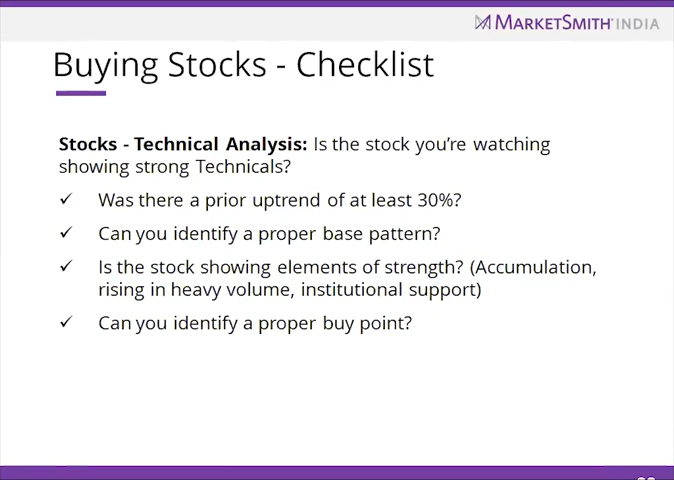 MARKETSMITH INDIA
Buying Stocks - Checklist
Stocks - Technical Analysis: Is the stock you're watching
showing strong Technicals?
✓ Was there a prior uptrend of at least 30%?
✓ Can you identify a proper base pattern?
✓ Is the stock showing elements of strength? (Accumulation,
rising in heavy volume, institutional support)
✓ Can you identify a proper buy point?